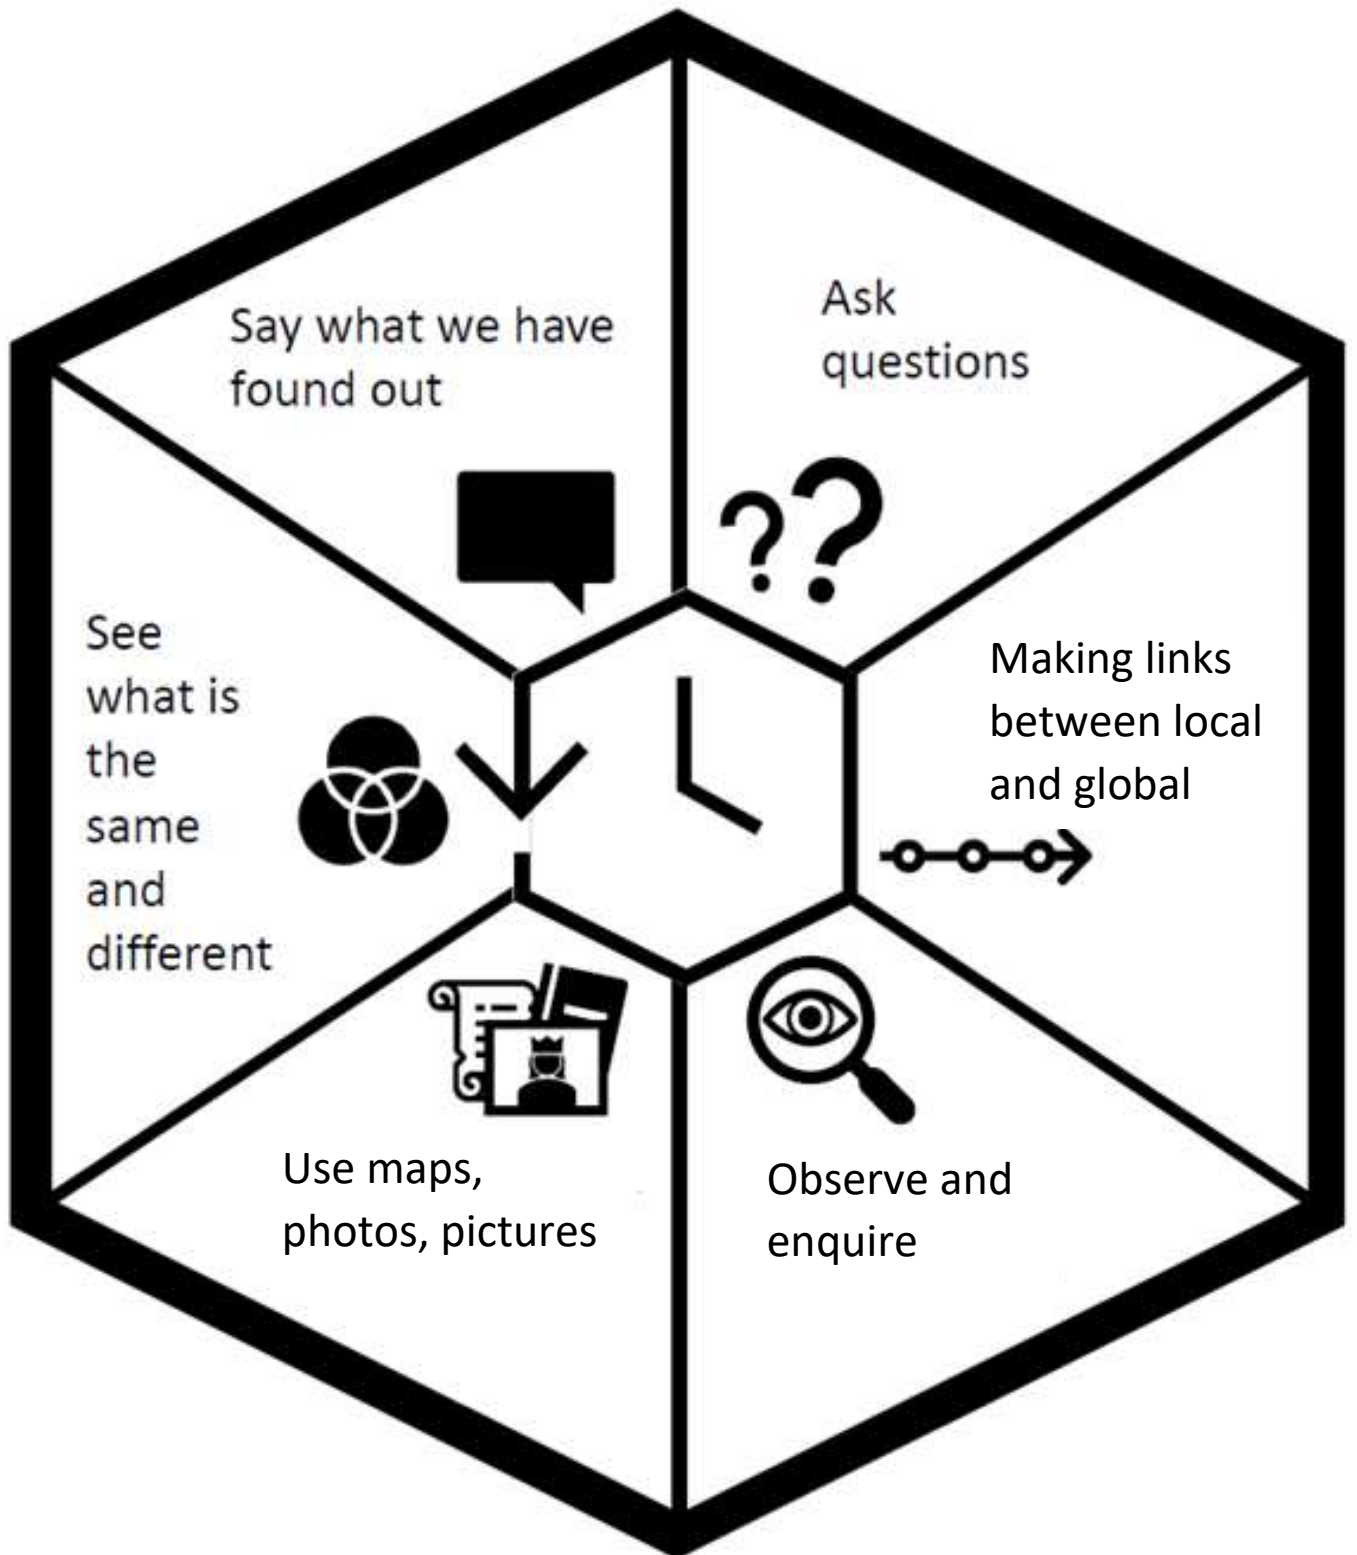 Say what we have
found out
Ask
questions
??
Making links
between local
and global
Observe and
enquire
Use maps,
photos, pictures
See
what is
the
same
and
different